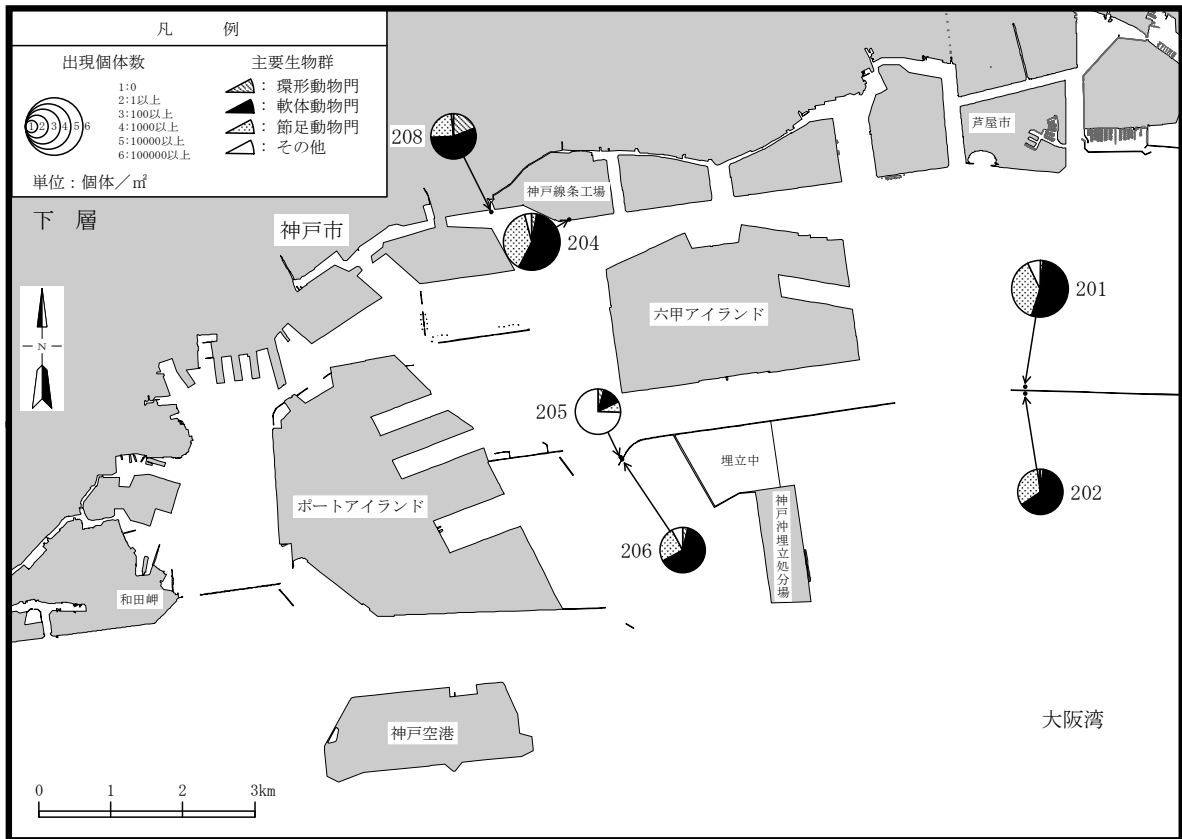 凡 例
出現個体数
1:0
2:1以上
3:100以上
4:1000以上
5:10000以上
6:100000以上
1 2 3 4 5 6
主要生物群
: 環形動物門
: 軟体動物門
: 節足動物門
: その他
単位：個体／㎡
下 層
N
208
神戸線条工場
神戸市
204
芦屋市
201
六甲アイランド
205
埋立中
202
ポートアイランド
神戸沖埋立処分場
206
和田岬
大阪湾
神戸空港
0 1 2 3km